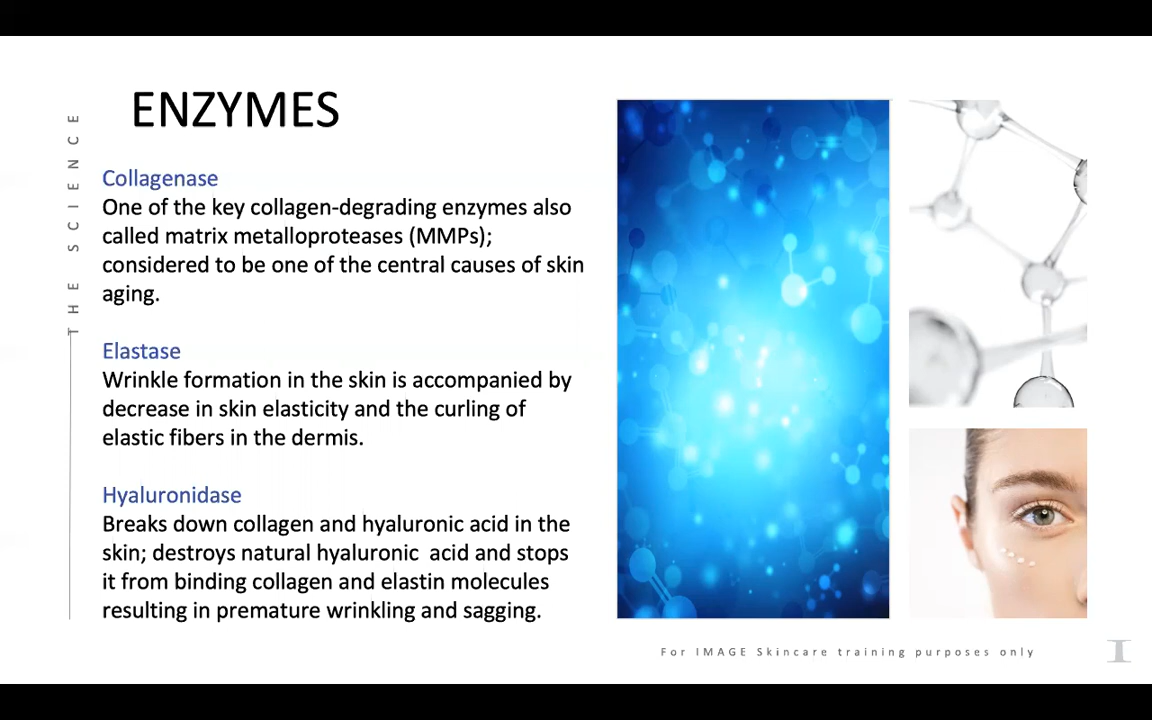 ENZYMES
THE SCIENCE
Collagenase
One of the key collagen-degrading enzymes also
called matrix metalloproteases (MMPs);
considered to be one of the central causes of skin
aging.
Elastase
Wrinkle formation in the skin is accompanied by
decrease in skin elasticity and the curling of
elastic fibers in the dermis.
Hyaluronidase
Breaks down collagen and hyaluronic acid in the
skin; destroys natural hyaluronic  acid and stops
it from binding collagen and elastin molecules
resulting in premature wrinkling and sagging.
For IMAGE Skincare training purposes only
I